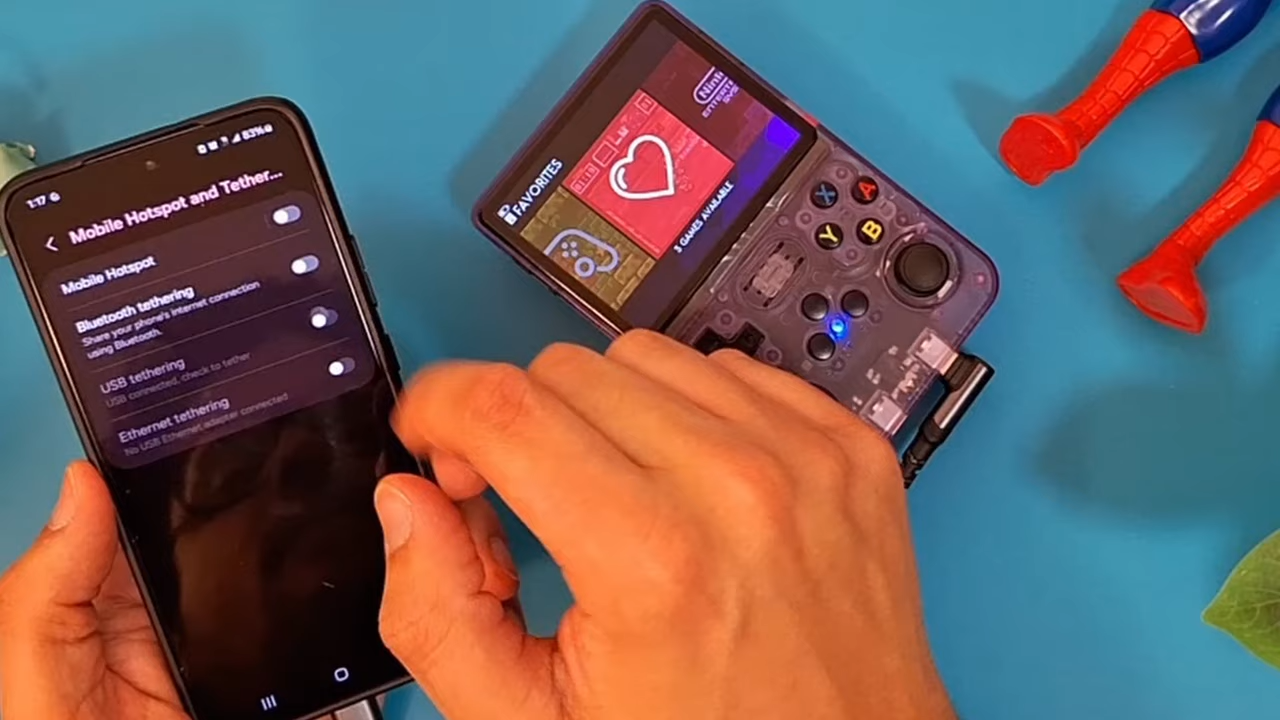 1:17
83%
Mobile Hotspot and Tether...
Mobile Hotspot
Bluetooth tethering
Share your phone's internet connection
using Bluetooth.
USB tethering
USB connected, check to tether
Ethernet tethering
No USB Ethernet adapter connected
FAVORITES
3 GAMES AVAILABLE
X
A
Y
B